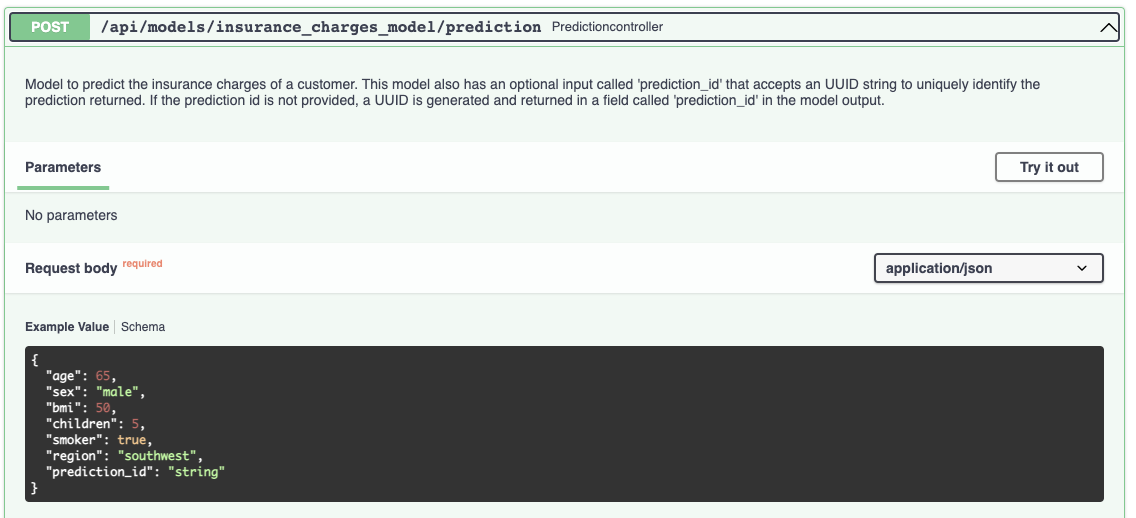 POST /api/models/insurance_charges_model/prediction Predictioncontroller
Model to predict the insurance charges of a customer. This model also has an optional input called 'prediction_id' that accepts an UUID string to uniquely identify the
prediction returned. If the prediction id is not provided, a UUID is generated and returned in a field called 'prediction_id' in the model output.
Parameters Try it out
No parameters
Request body required application/json
Example Value Schema
{
  "age": 65,
  "sex": "male",
  "bmi": 50,
  "children": 5,
  "smoker": true,
  "region": "southwest",
  "prediction_id": "string"
}